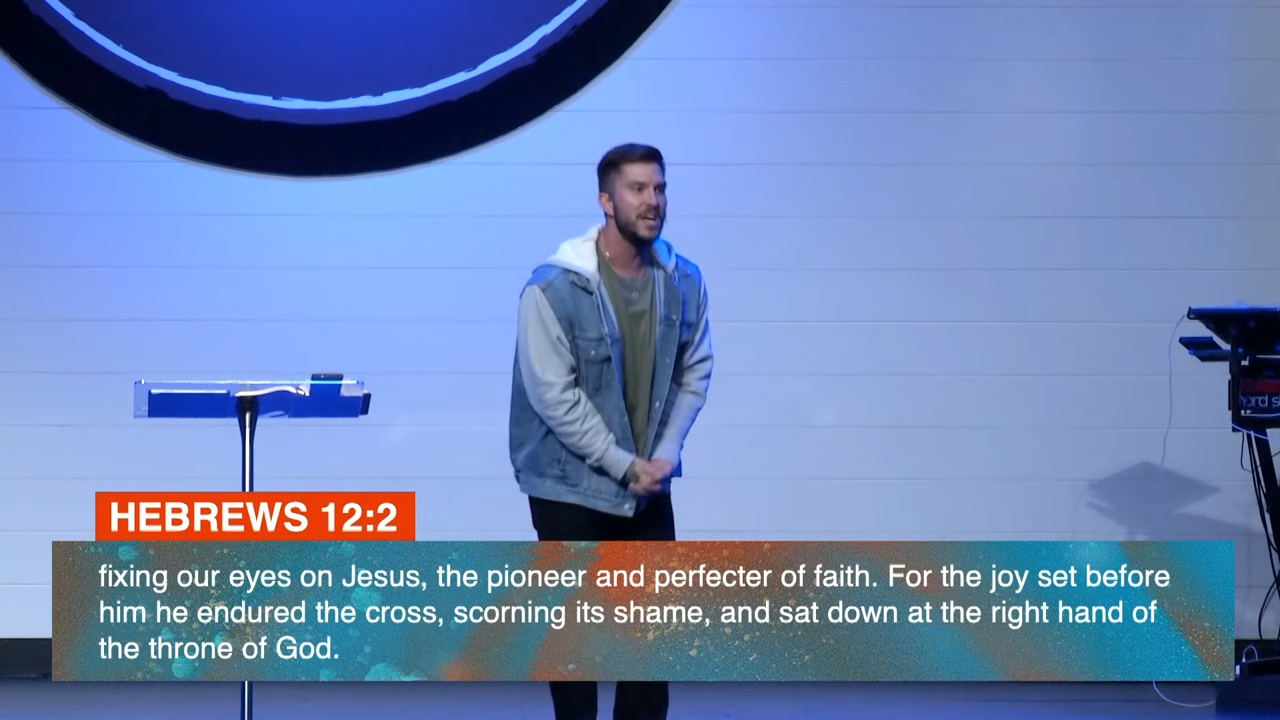 HEBREWS 12:2
fixing our eyes on Jesus, the pioneer and perfecter of faith. For the joy set before
him he endured the cross, scorning its shame, and sat down at the right hand of
the throne of God.